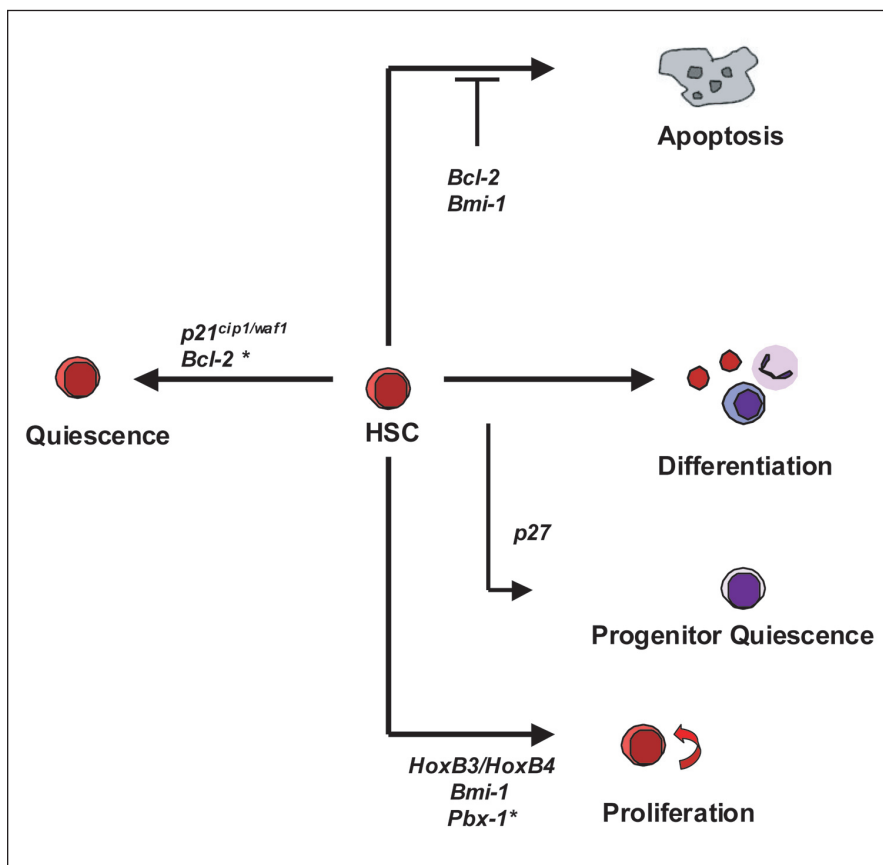 Apoptosis
Bcl-2
Bmi-1
p21cip1/waf1
Bcl-2 *
Quiescence
HSC
Differentiation
p27
Progenitor Quiescence
HoxB3/HoxB4
Bmi-1
Pbx-1*
Proliferation